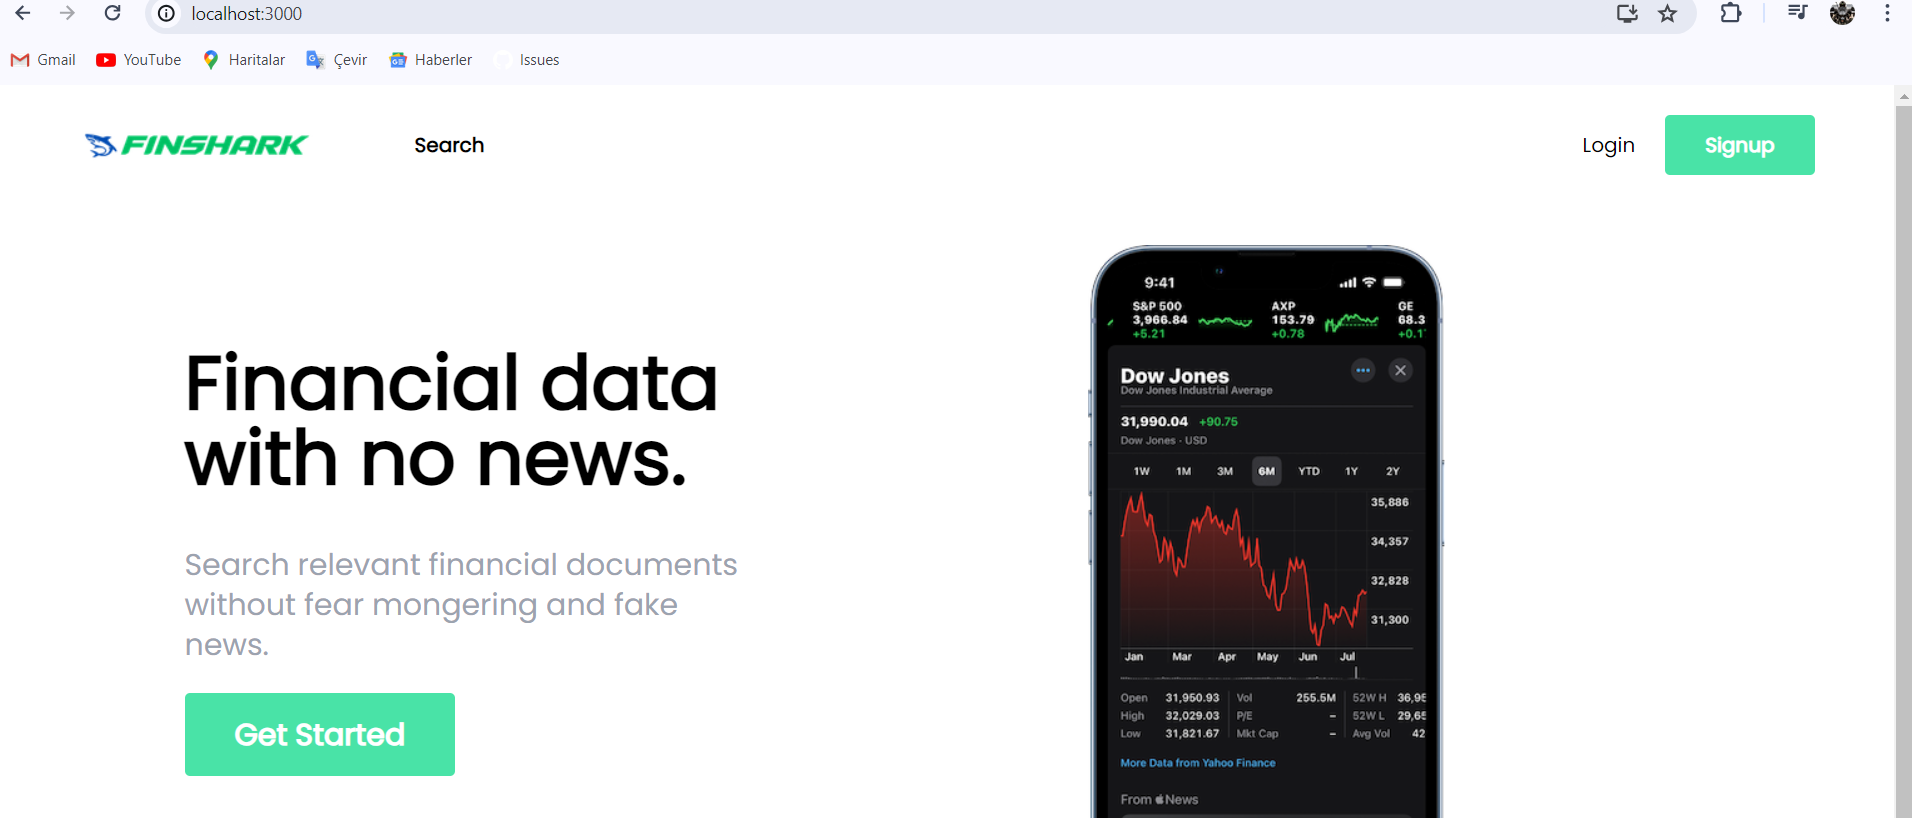 localhost:3000
Gmail YouTube Haritalar Çevir Haberler Issues
FINSHARK Search Login Signup
Financial data
with no news.
Search relevant financial documents
without fear mongering and fake
news.
Get Started
9:41
S&P 500 AXP GE
3,966.84 153.79 68.3
+5.21 +0.78 +0.1
Dow Jones
Dow Jones Industrial Average
31,990.04 +90.75
Dow Jones · USD
1W 1M 3M 6M YTD 1Y 2Y
35,886
34,357
32,828
31,300
Jan Mar Apr May Jun Jul
Open 31,950.93 Vol 255.5M 52W H 36,95
High 32,029.03 P/E – 52W L 29,65
Low 31,821.67 Mkt Cap – Avg Vol 42
More Data from Yahoo Finance
From News